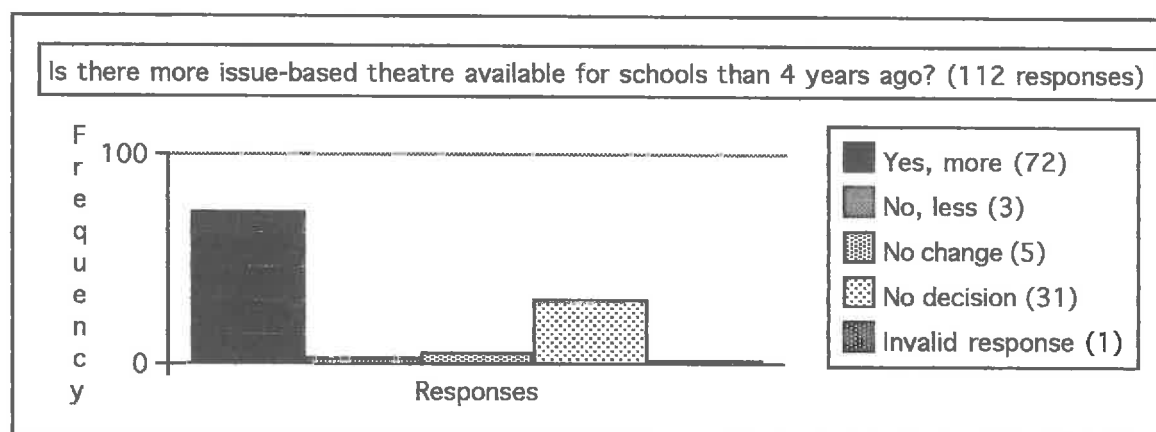 Is there more issue-based theatre available for schools than 4 years ago? (112 responses)
Frequency
100
0
Responses
Yes, more (72)
No, less (3)
No change (5)
No decision (31)
Invalid response (1)